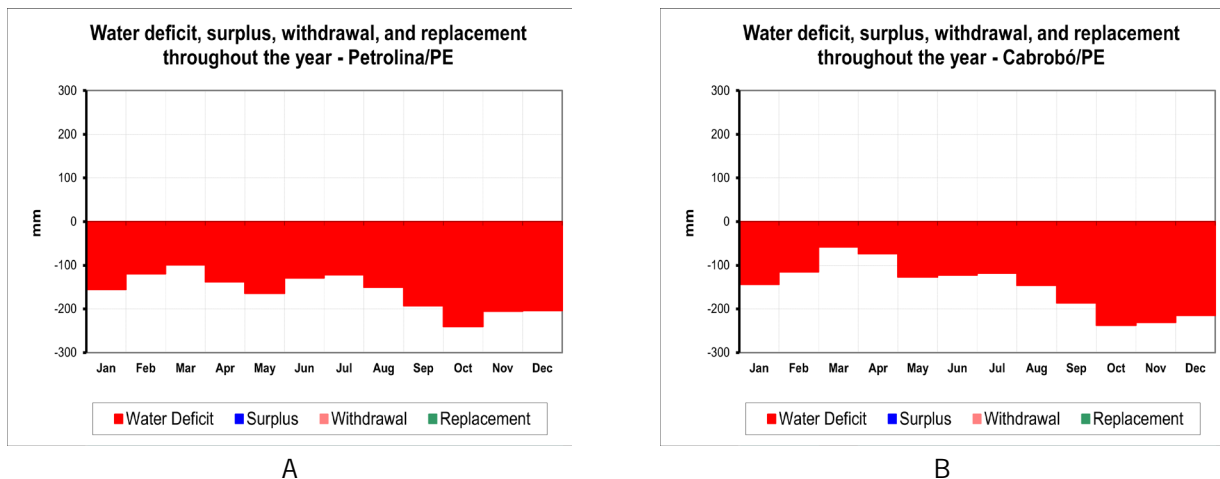 Water deficit, surplus, withdrawal, and replacement
throughout the year - Petrolina/PE
300
200
100
0
-100
-200
-300
mm
Jan Feb Mar Apr May Jun Jul Aug Sep Oct Nov Dec
Water Deficit Surplus Withdrawal Replacement
A
Water deficit, surplus, withdrawal, and replacement
throughout the year - Cabrobó/PE
300
200
100
0
-100
-200
-300
mm
Jan Feb Mar Apr May Jun Jul Aug Sep Oct Nov Dec
Water Deficit Surplus Withdrawal Replacement
B